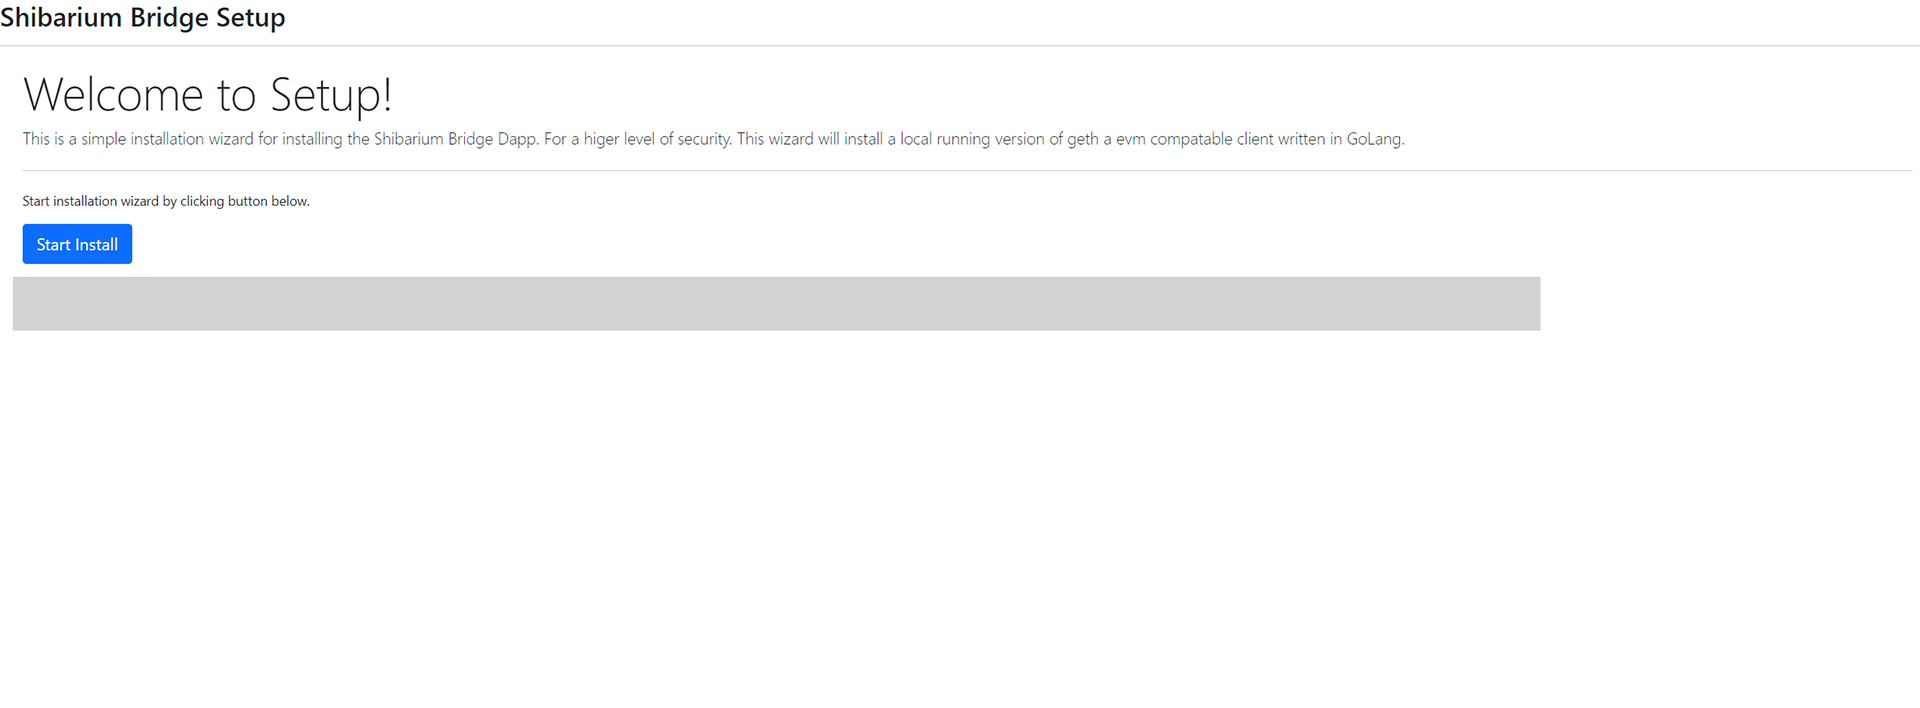 Shibarium Bridge Setup
Welcome to Setup!
This is a simple installation wizard for installing the Shibarium Bridge Dapp. For a higer level of security. This wizard will install a local running version of geth a evm compatable client written in GoLang.
Start installation wizard by clicking button below.
Start Install